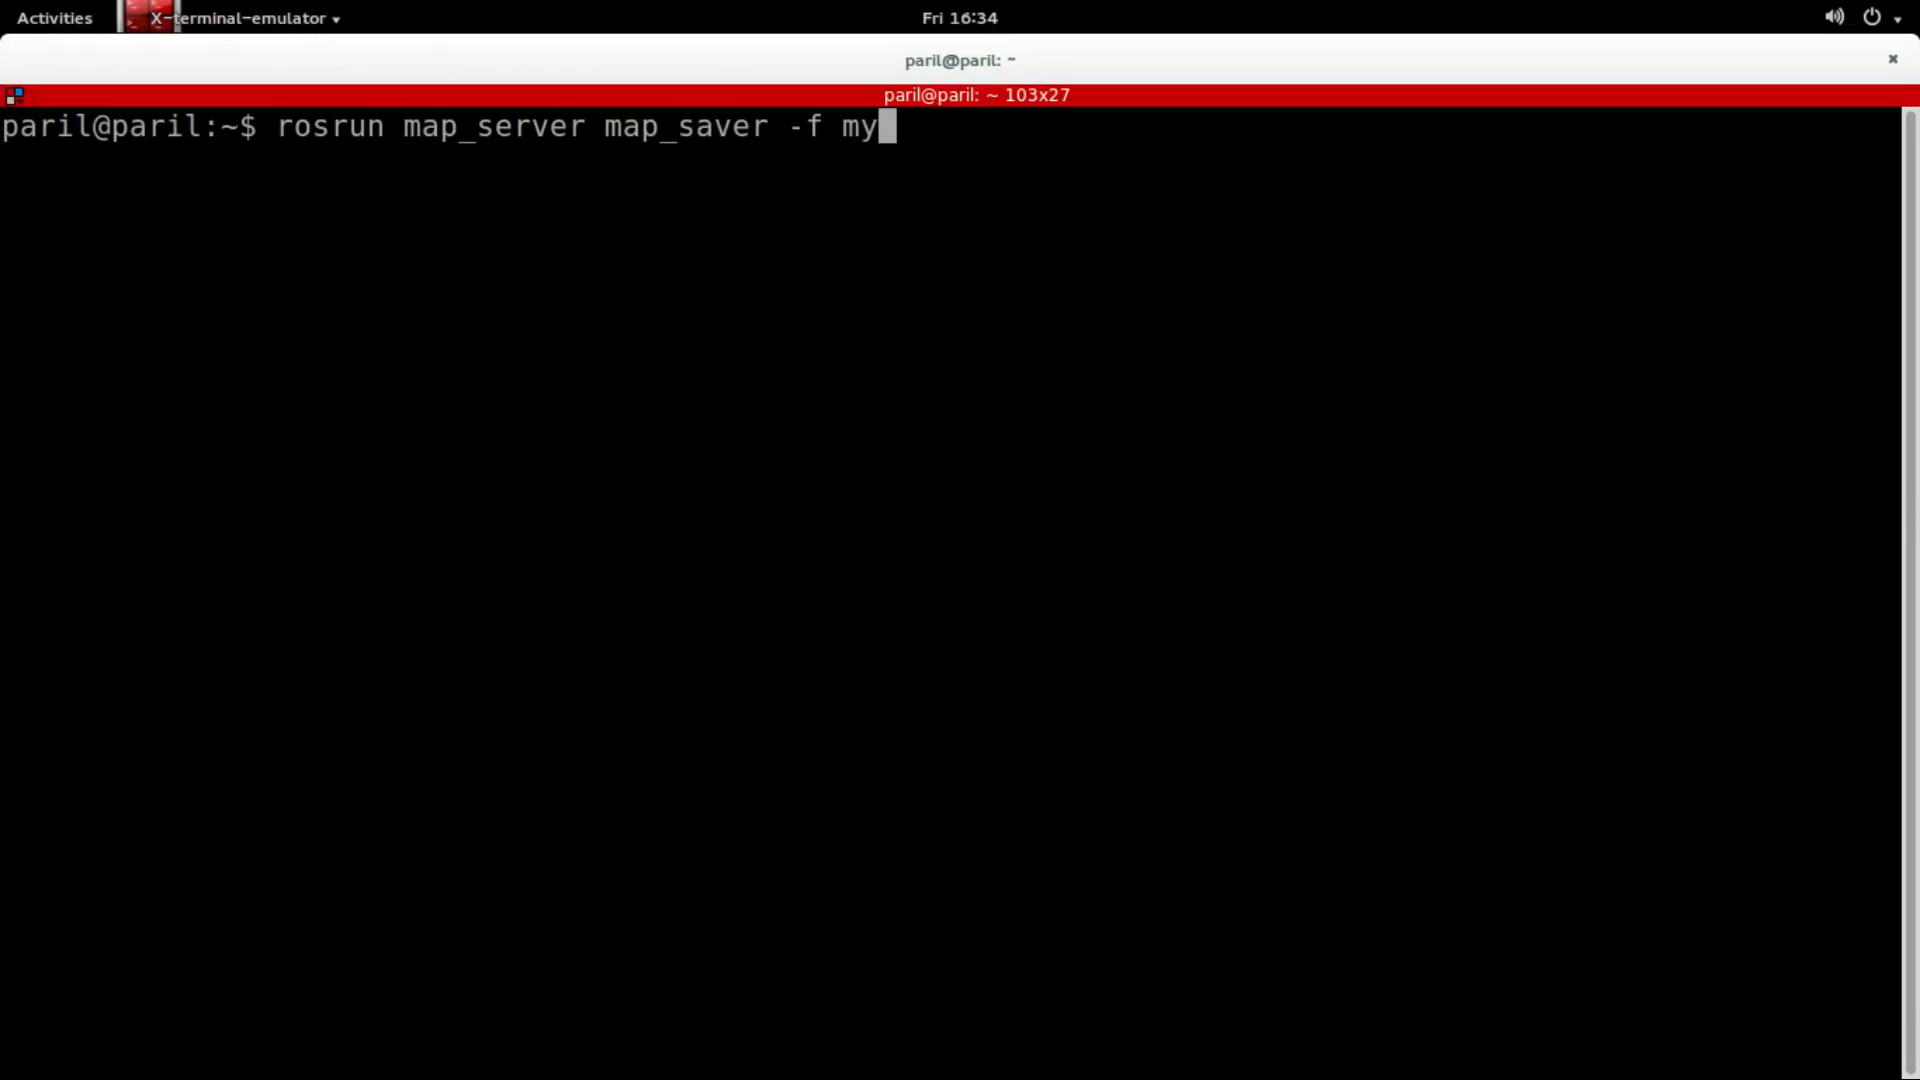 Activities X-terminal-emulator Fri 16:34
paril@paril: ~
paril@paril: ~ 103x27
paril@paril:~$ rosrun map_server map_saver -f my